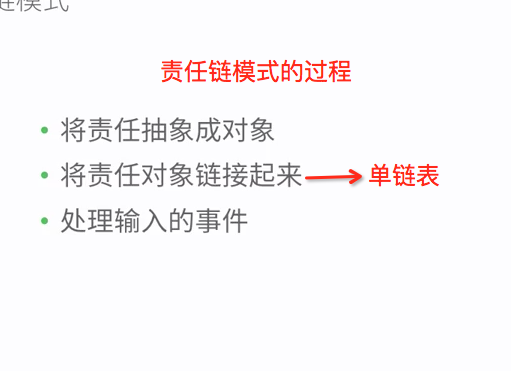 链模式
责任链模式的过程
将责任抽象成对象
将责任对象链接起来 单链表
处理输入的事件